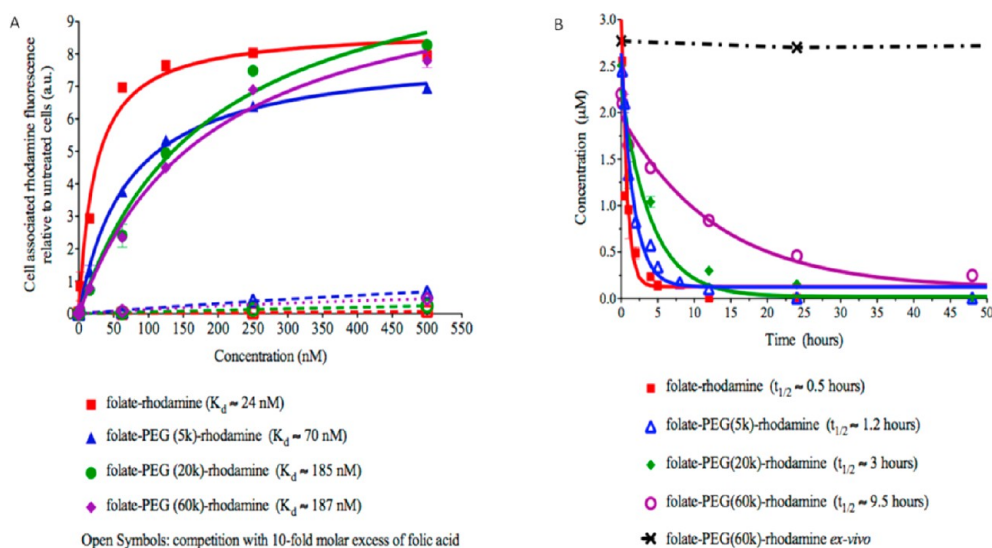 A
Cell associated rhodamine fluorescence
relative to untreated cells (a.u.)
9
8
7
6
5
4
3
2
1
0
0 50 100 150 200 250 300 350 400 450 500 550
Concentration (nM)
folate-rhodamine (Kd ≈ 24 nM)
folate-PEG (5k)-rhodamine (Kd ≈ 70 nM)
folate-PEG (20k)-rhodamine (Kd ≈ 185 nM)
folate-PEG (60k)-rhodamine (Kd ≈ 187 nM)
Open Symbols: competition with 10-fold molar excess of folic acid
B
Concentration (μM)
3.0
2.5
2.0
1.5
1.0
0.5
0.0
0 5 10 15 20 25 30 35 40 45 50
Time (hours)
folate-rhodamine (t1/2 ≈ 0.5 hours)
folate-PEG(5k)-rhodamine (t1/2 ≈ 1.2 hours)
folate-PEG(20k)-rhodamine (t1/2 ≈ 3 hours)
folate-PEG(60k)-rhodamine (t1/2 ≈ 9.5 hours)
folate-PEG(60k)-rhodamine ex-vivo